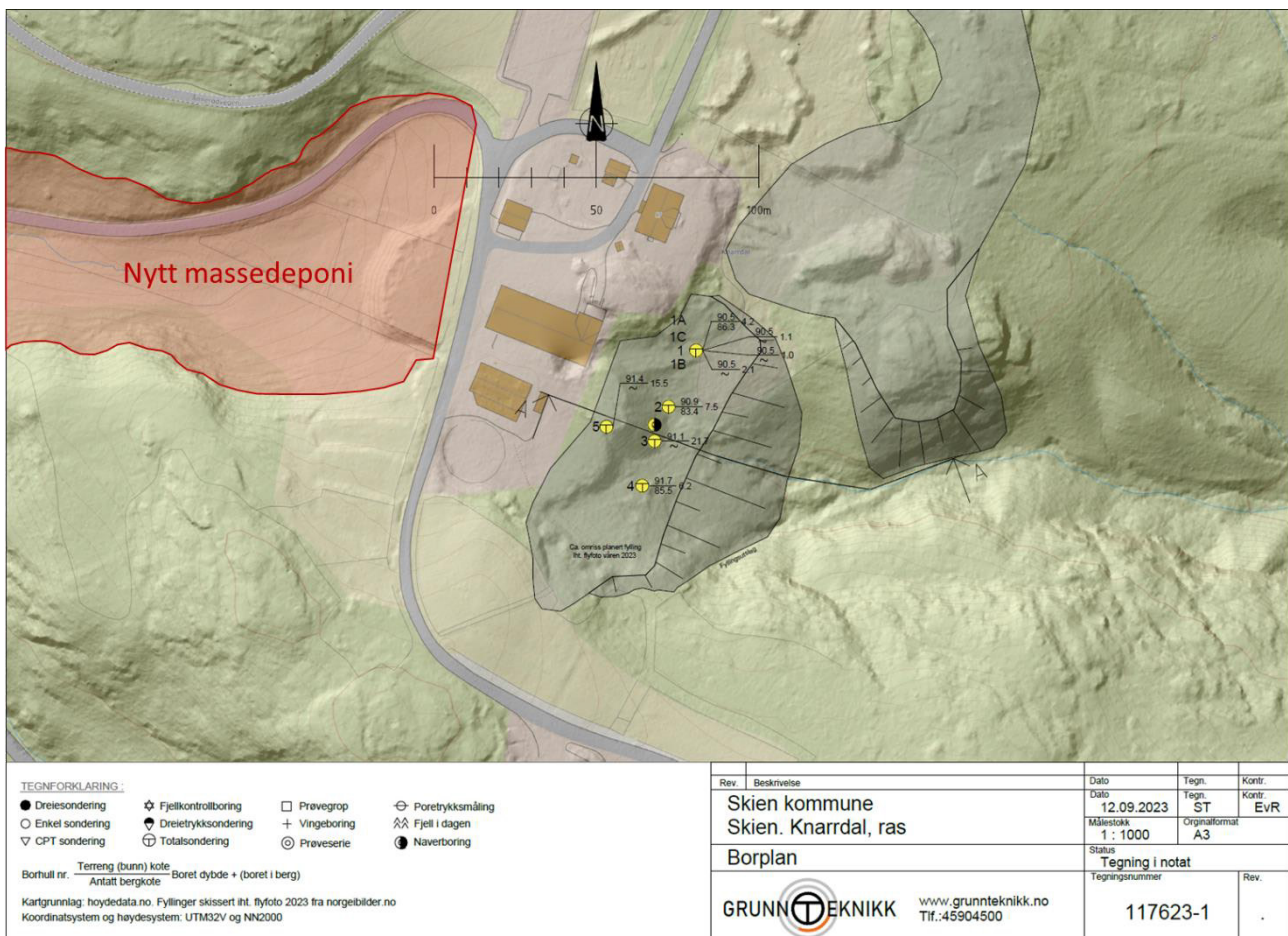 N
0
50
100m
Nytt massedeponi
1A
90.5
86.3
4.2
1C
90.5
~
1.1
1
90.5
~
1.0
1B
90.5
~
2.1
91.4
~
15.5
2
90.9
83.4
7.5
5
3
91.1
~
4
91.7
85.5
6.2
A
A
Ca. omriss planert fylling
iht. flyfoto våren 2023
TEGNFORKLARING :
Dreiesondering
Enkel sondering
CPT sondering
Fjellkontrollboring
Dreietrykksondering
Totalsondering
Prøvegrop
Vingeboring
Prøveserie
Poretrykksmåling
Fjell i dagen
Naverboring
Borhull nr. Terreng (bunn) kote Boret dybde + (boret i berg)
Antatt bergkote
Kartgrunnlag: hoydedata.no. Fyllinger skissert iht. flyfoto 2023 fra norgeibilder.no
Koordinatsystem og høydesystem: UTM32V og NN2000
Rev. Beskrivelse Dato Tegn. Kontr.
Skien kommune
Skien. Knarrdal, ras
Dato Tegn. Kontr.
12.09.2023 ST EvR
Målestokk Orginalformat
1 : 1000 A3
Borplan
Status
Tegning i notat
GRUNNTEKNIKK
www.grunnteknikk.no
Tlf.:45904500
Tegningsnummer Rev.
117623-1 .